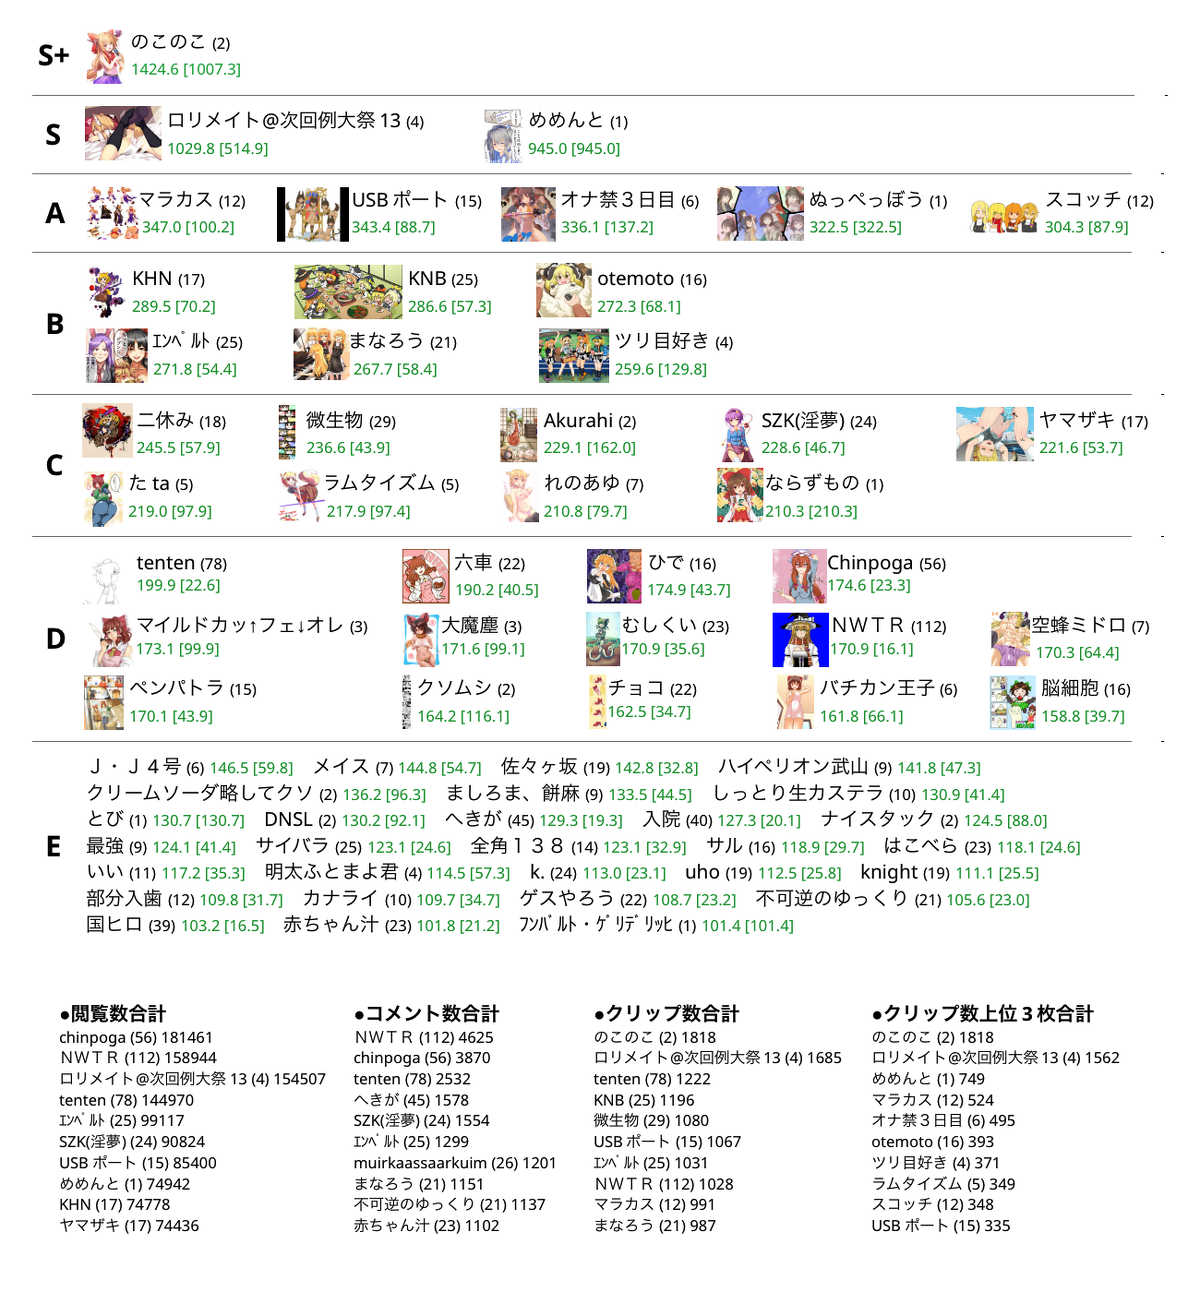 S+ のこのこ (2)
1424.6 [1007.3]
S ロリメイト@次回例大祭 13 (4) めめんと (1)
1029.8 [514.9] 945.0 [945.0]
A マラカス (12) USB ポート (15) オナ禁３日目 (6) ぬっぺっぽう (1) スコッチ (12)
347.0 [100.2] 343.4 [88.7] 336.1 [137.2] 322.5 [322.5] 304.3 [87.9]
B KHN (17) KNB (25) otemoto (16)
289.5 [70.2] 286.6 [57.3] 272.3 [68.1]
ｴﾝﾍﾟﾙﾄ (25) まなろう (21) ツリ目好き (4)
271.8 [54.4] 267.7 [58.4] 259.6 [129.8]
C 二休み (18) 微生物 (29) Akurahi (2) SZK(淫夢) (24) ヤマザキ (17)
245.5 [57.9] 236.6 [43.9] 229.1 [162.0] 228.6 [46.7] 221.6 [53.7]
た ta (5) ラムタイズム (5) れのあゆ (7) ならずもの (1)
219.0 [97.9] 217.9 [97.4] 210.8 [79.7] 210.3 [210.3]
D tenten (78) 六車 (22) ひで (16) Chinpoga (56)
199.9 [22.6] 190.2 [40.5] 174.9 [43.7] 174.6 [23.3]
マイルドカッ↑フェ↓オレ (3) 大魔塵 (3) むしくい (23) ＮＷＴＲ (112) 空蜂ミドロ (7)
173.1 [99.9] 171.6 [99.1] 170.9 [35.6] 170.9 [16.1] 170.3 [64.4]
ペンパトラ (15) クソムシ (2) チョコ (22) バチカン王子 (6) 脳細胞 (16)
170.1 [43.9] 164.2 [116.1] 162.5 [34.7] 161.8 [66.1] 158.8 [39.7]
E Ｊ・Ｊ４号 (6) 146.5 [59.8] メイス (7) 144.8 [54.7] 佐々ヶ坂 (19) 142.8 [32.8] ハイペリオン武山 (9) 141.8 [47.3]
クリームソーダ略してクソ (2) 136.2 [96.3] ましろま、餅麻 (9) 133.5 [44.5] しっとり生カステラ (10) 130.9 [41.4]
とび (1) 130.7 [130.7] DNSL (2) 130.2 [92.1] へきが (45) 129.3 [19.3] 入院 (40) 127.3 [20.1] ナイスタック (2) 124.5 [88.0]
最強 (9) 124.1 [41.4] サイバラ (25) 123.1 [24.6] 全角１３８ (14) 123.1 [32.9] サル (16) 118.9 [29.7] はこべら (23) 118.1 [24.6]
いい (11) 117.2 [35.3] 明太ふとまよ君 (4) 114.5 [57.3] k. (24) 113.0 [23.1] uho (19) 112.5 [25.8] knight (19) 111.1 [25.5]
部分入歯 (12) 109.8 [31.7] カナライ (10) 109.7 [34.7] ゲスやろう (22) 108.7 [23.2] 不可逆のゆっくり (21) 105.6 [23.0]
国ヒロ (39) 103.2 [16.5] 赤ちゃん汁 (23) 101.8 [21.2] ﾌﾝﾊﾞﾙﾄ・ｹﾞﾘﾃﾞﾘｯﾋ (1) 101.4 [101.4]
●閲覧数合計
chinpoga (56) 181461
ＮＷＴＲ (112) 158944
ロリメイト@次回例大祭 13 (4) 154507
tenten (78) 144970
ｴﾝﾍﾟﾙﾄ (25) 99117
SZK(淫夢) (24) 90824
USB ポート (15) 85400
めめんと (1) 74942
KHN (17) 74778
ヤマザキ (17) 74436
●コメント数合計
ＮＷＴＲ (112) 4625
chinpoga (56) 3870
tenten (78) 2532
へきが (45) 1578
SZK(淫夢) (24) 1554
ｴﾝﾍﾟﾙﾄ (25) 1299
muirkaassaarkuim (26) 1201
まなろう (21) 1151
不可逆のゆっくり (21) 1137
赤ちゃん汁 (23) 1102
●クリップ数合計
のこのこ (2) 1818
ロリメイト@次回例大祭 13 (4) 1685
tenten (78) 1222
KNB (25) 1196
微生物 (29) 1080
USB ポート (15) 1067
ｴﾝﾍﾟﾙﾄ (25) 1031
ＮＷＴＲ (112) 1028
マラカス (12) 991
まなろう (21) 987
●クリップ数上位 3 枚合計
のこのこ (2) 1818
ロリメイト@次回例大祭 13 (4) 1562
めめんと (1) 749
マラカス (12) 524
オナ禁３日目 (6) 495
otemoto (16) 393
ツリ目好き (4) 371
ラムタイズム (5) 349
スコッチ (12) 348
USB ポート (15) 335